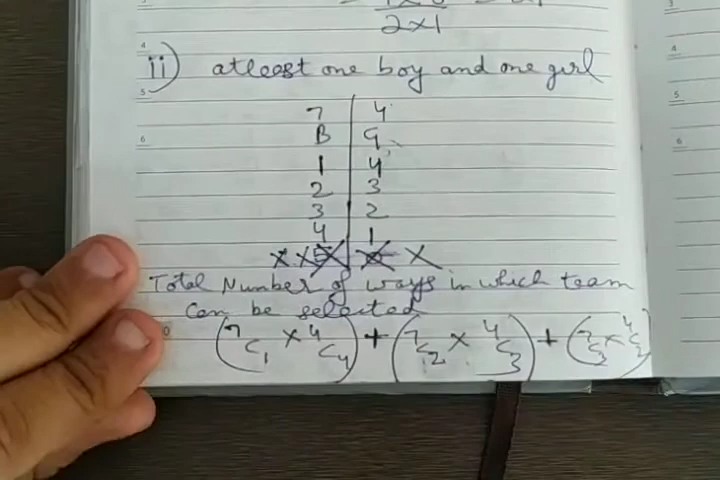 2x1
ii) atleast one boy and one girl
7 | 4
B | G
1 | 4
2 | 3
3 | 2
4 | 1
Total Number of ways in which team
Can be selected
(⁷C₁ × ⁴C₄) + (⁷C₂ × ⁴C₃) + (⁷C₃ × ⁴C₂)